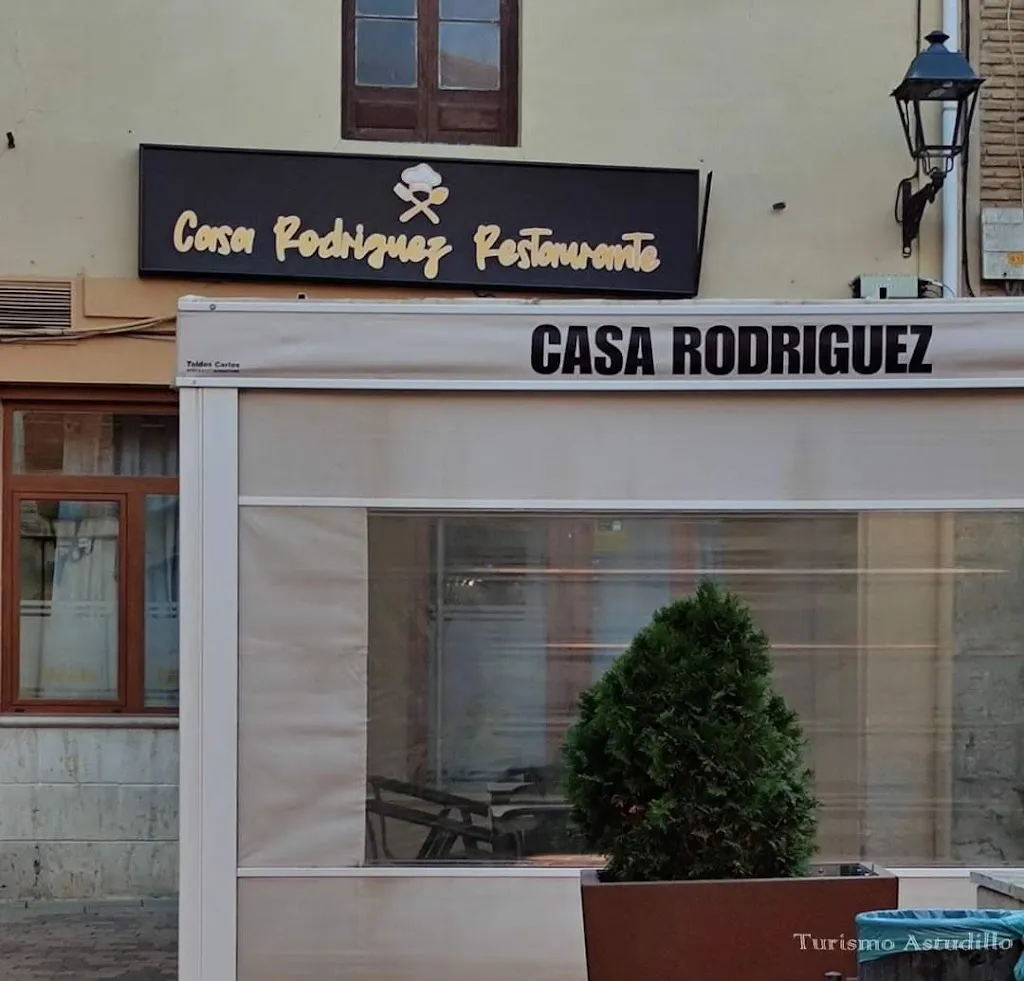 Casa Rodriguez Restaurante
CASA RODRIGUEZ
Toldos Carlos
Turismo Astudillo